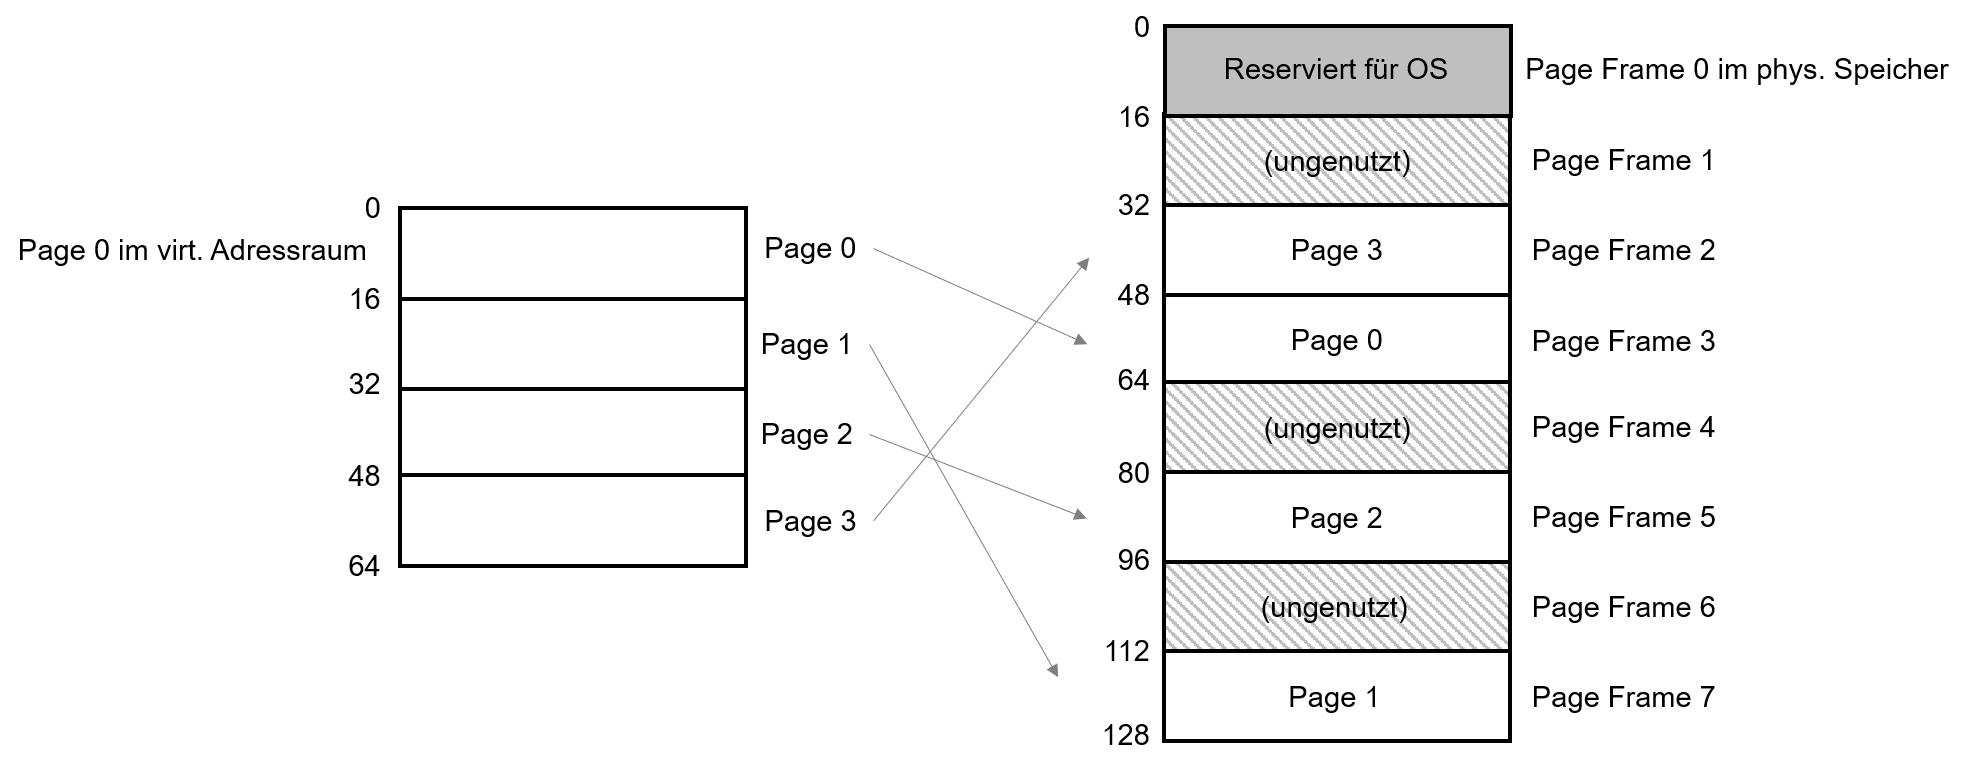 0
Page 0 im virt. Adressraum
16
32
48
64
Page 0
Page 1
Page 2
Page 3
0
Reserviert für OS
Page Frame 0 im phys. Speicher
16
(ungenutzt)
Page Frame 1
32
Page 3
Page Frame 2
48
Page 0
Page Frame 3
64
(ungenutzt)
Page Frame 4
80
Page 2
Page Frame 5
96
(ungenutzt)
Page Frame 6
112
Page 1
Page Frame 7
128